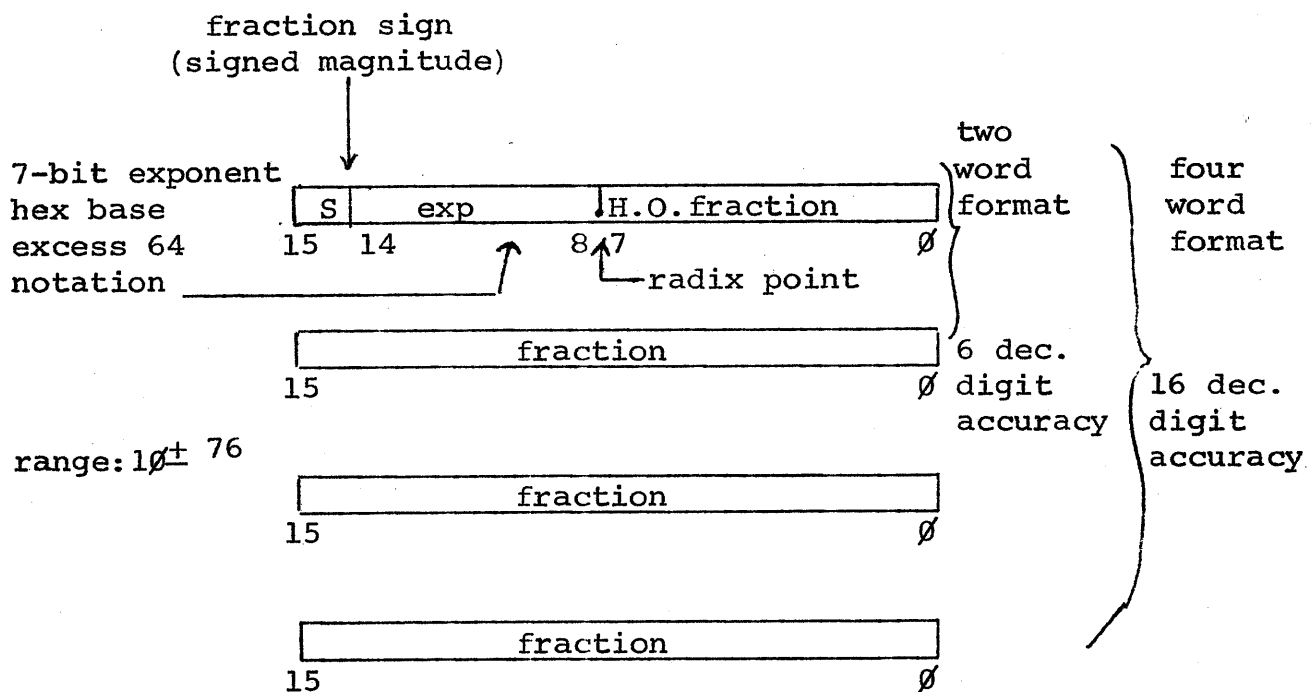 fraction sign
(signed magnitude)
7-bit exponent
hex base
excess 64
notation
S exp H.O.fraction
15 14 8 7 Ø
radix point
two
word
format
four
word
format
fraction
15 Ø
6 dec.
digit
accuracy
16 dec.
digit
accuracy
range:1Ø± 76
fraction
15 Ø
fraction
15 Ø